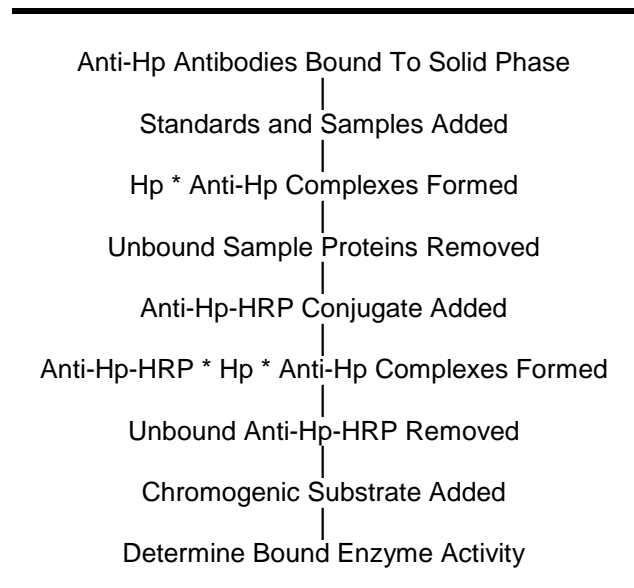 Anti-Hp Antibodies Bound To Solid Phase
Standards and Samples Added
Hp * Anti-Hp Complexes Formed
Unbound Sample Proteins Removed
Anti-Hp-HRP Conjugate Added
Anti-Hp-HRP * Hp * Anti-Hp Complexes Formed
Unbound Anti-Hp-HRP Removed
Chromogenic Substrate Added
Determine Bound Enzyme Activity